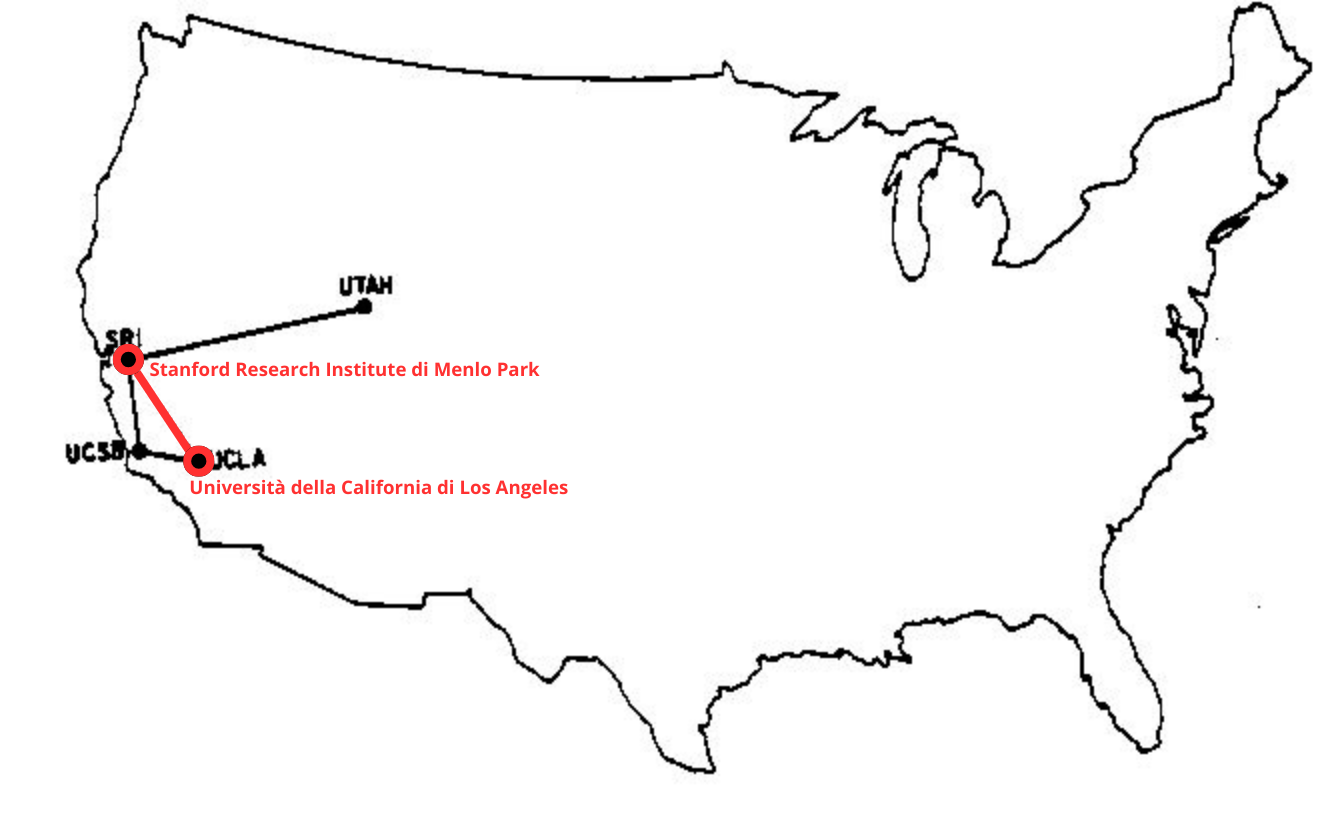 UTAH
SRI
Stanford Research Institute di Menlo Park
UCSB
UCLA
Università della California di Los Angeles